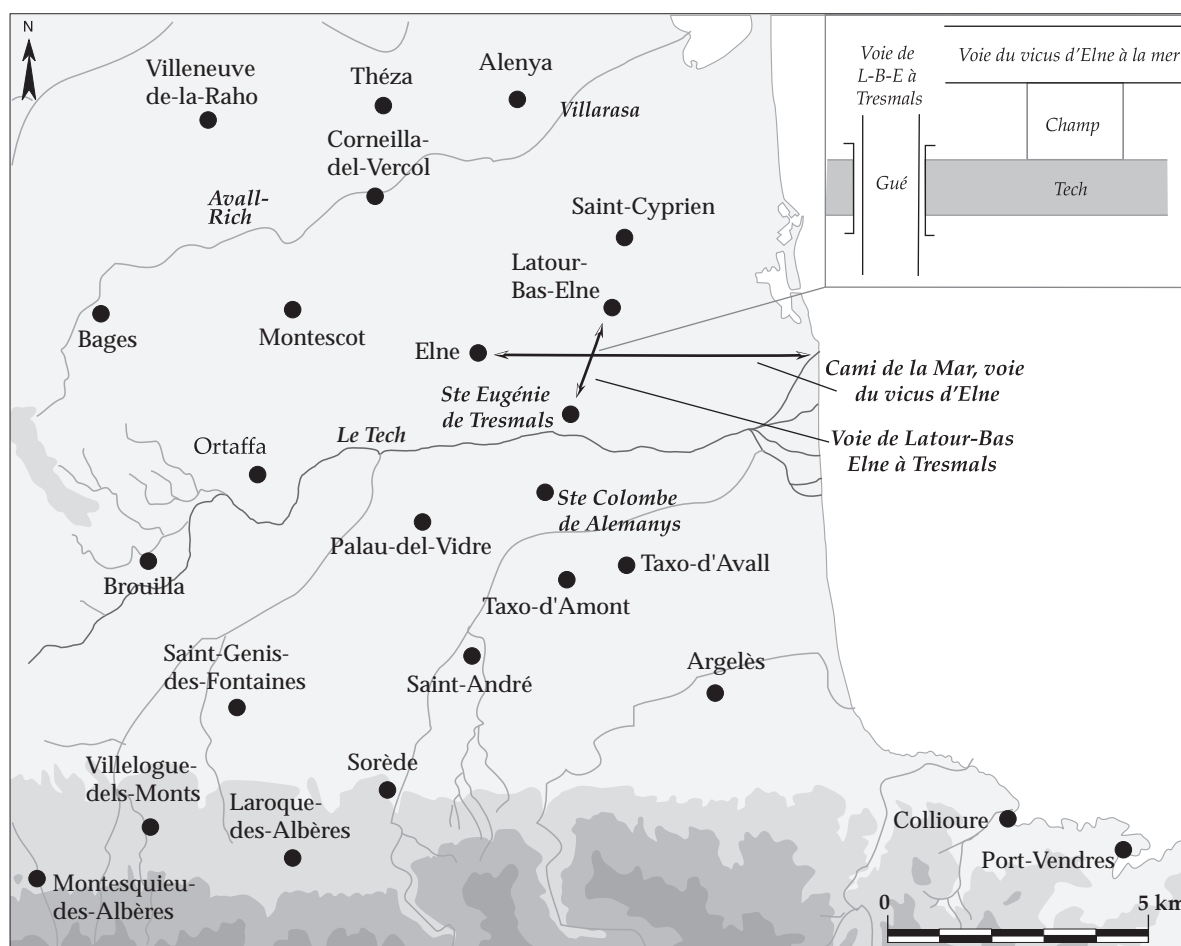 N
Villeneuve
de-la-Raho
Théza
Alenya
Villarasa
Corneilla-
del-Vercol
Avall-
Rich
Saint-Cyprien
Latour-
Bas-Elne
Bages
Montescot
Elne
Ste Eugénie
de Tresmals
Le Tech
Ortaffa
Ste Colombe
de Alemanys
Palau-del-Vidre
Brouilla
Taxo-d'Avall
Taxo-d'Amont
Saint-Genis-
des-Fontaines
Saint-André
Argelès
Villelogue-
dels-Monts
Sorède
Laroque-
des-Albères
Montesquieu-
des-Albères
Collioure
Port-Vendres
0 5 km
Voie de
L-B-E à
Tresmals
Voie du vicus d'Elne à la mer
Champ
Gué
Tech
Cami de la Mar, voie
du vicus d'Elne
Voie de Latour-Bas
Elne à Tresmals